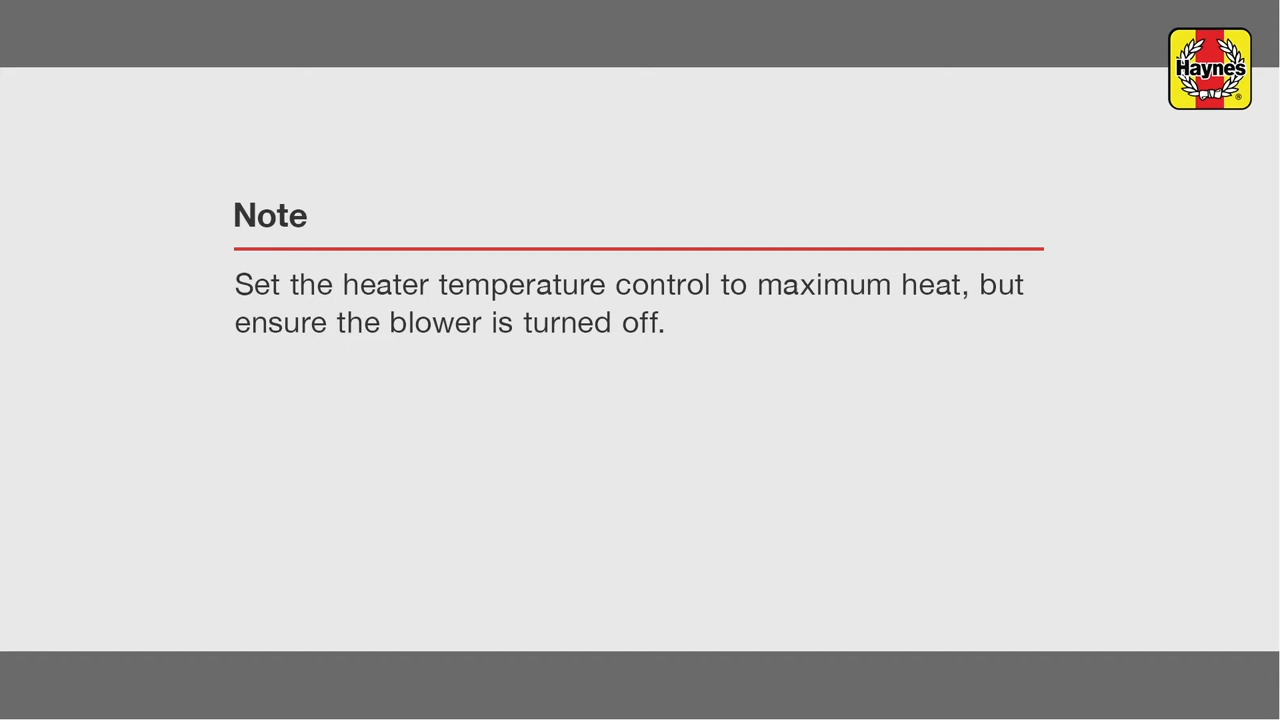 Haynes
Note
Set the heater temperature control to maximum heat, but
ensure the blower is turned off.